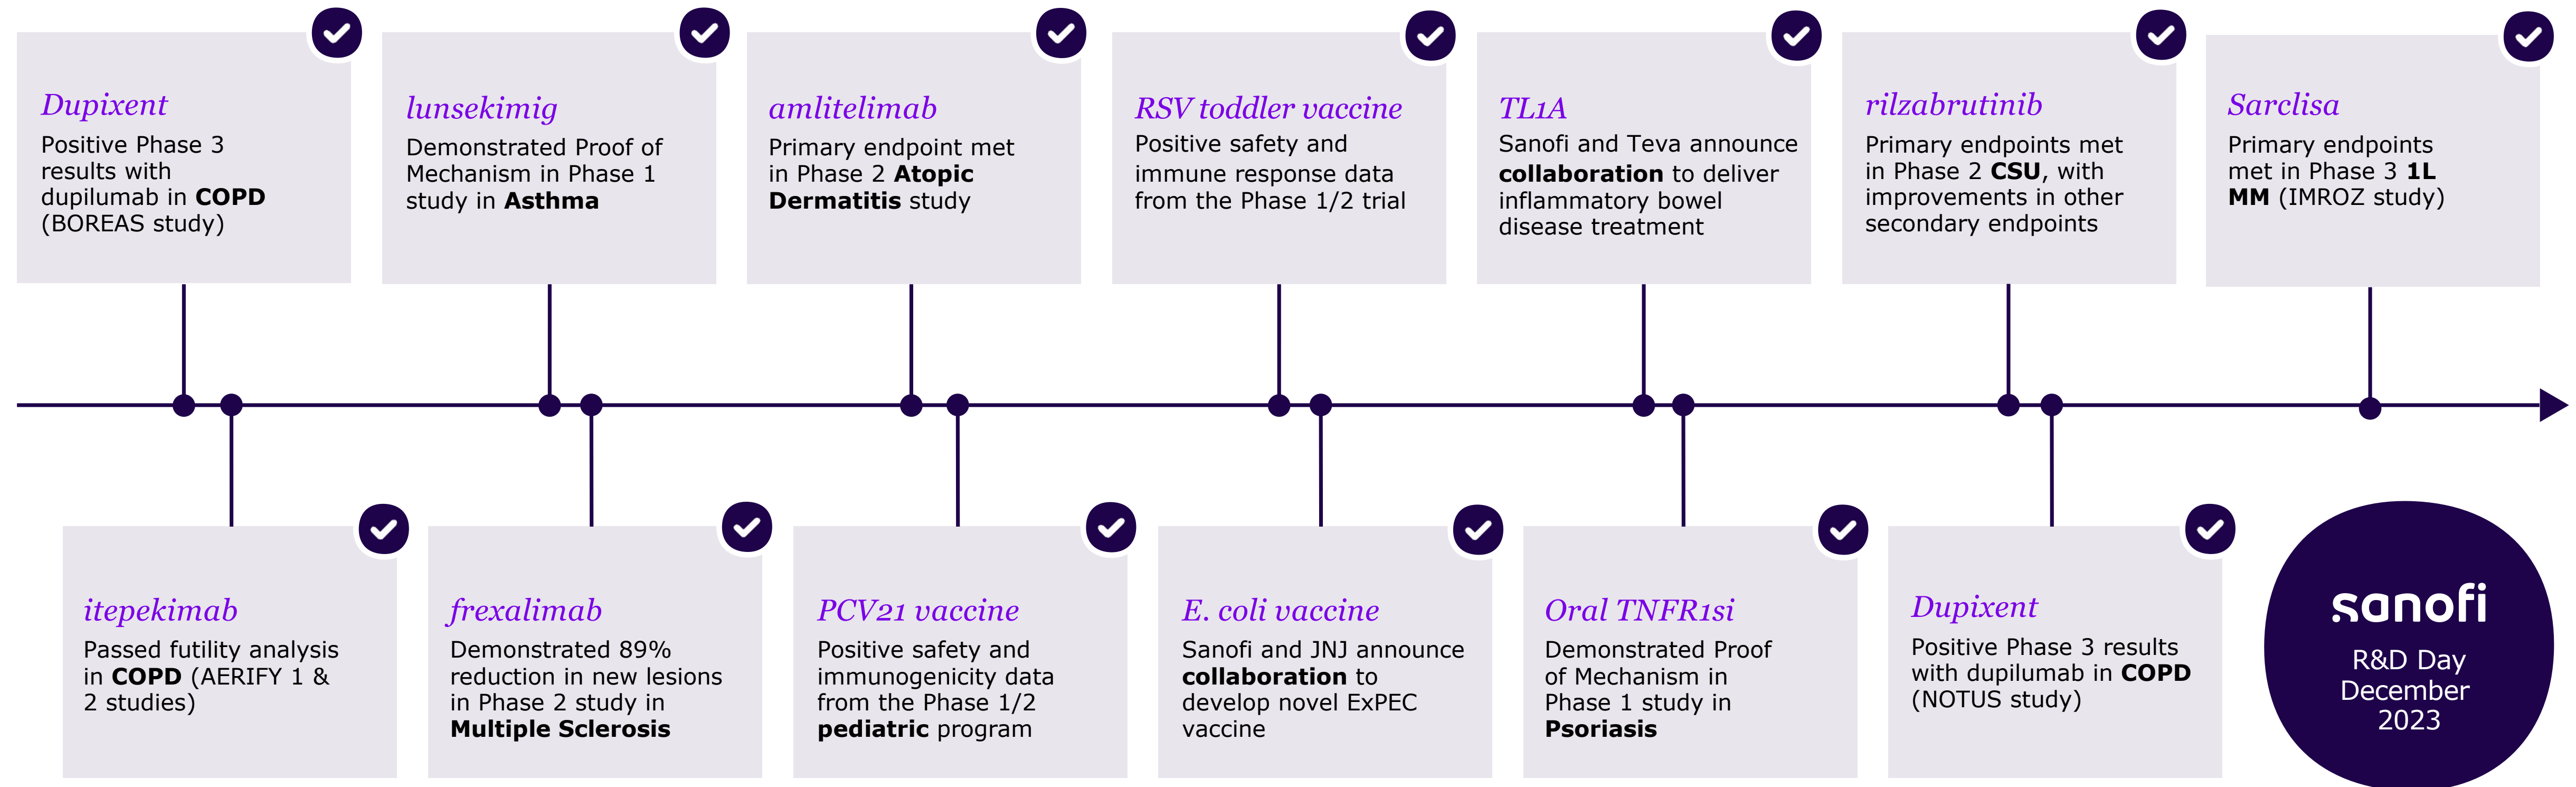 Dupixent
Positive Phase 3
results with
dupilumab in COPD
(BOREAS study)
lunsekimig
Demonstrated Proof of
Mechanism in Phase 1
study in Asthma
amlitelimab
Primary endpoint met
in Phase 2 Atopic
Dermatitis study
RSV toddler vaccine
Positive safety and
immune response data
from the Phase 1/2 trial
TL1A
Sanofi and Teva announce
collaboration to deliver
inflammatory bowel
disease treatment
rilzabrutinib
Primary endpoints met
in Phase 2 CSU, with
improvements in other
secondary endpoints
Sarclisa
Primary endpoints
met in Phase 3 1L
MM (IMROZ study)
itepekimab
Passed futility analysis
in COPD (AERIFY 1 &
2 studies)
frexalimab
Demonstrated 89%
reduction in new lesions
in Phase 2 study in
Multiple Sclerosis
PCV21 vaccine
Positive safety and
immunogenicity data
from the Phase 1/2
pediatric program
E. coli vaccine
Sanofi and JNJ announce
collaboration to
develop novel ExPEC
vaccine
Oral TNFR1si
Demonstrated Proof
of Mechanism in
Phase 1 study in
Psoriasis
Dupixent
Positive Phase 3 results
with dupilumab in COPD
(NOTUS study)
sanofi
R&D Day
December
2023